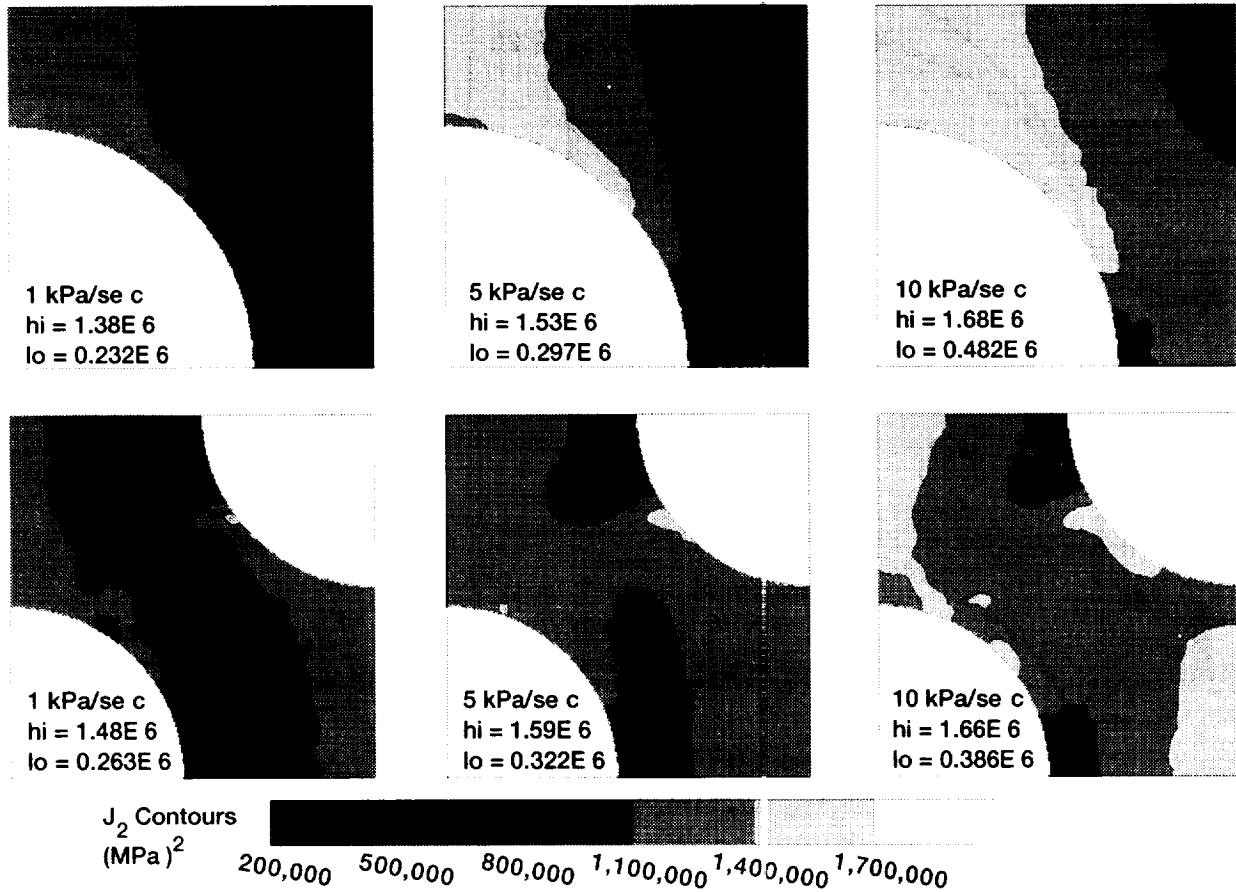 1 kPa/se c
hi = 1.38E 6
lo = 0.232E 6
5 kPa/se c
hi = 1.53E 6
lo = 0.297E 6
10 kPa/se c
hi = 1.68E 6
lo = 0.482E 6
1 kPa/se c
hi = 1.48E 6
lo = 0.263E 6
5 kPa/se c
hi = 1.59E 6
lo = 0.322E 6
10 kPa/se c
hi = 1.66E 6
lo = 0.386E 6
J2 Contours
(MPa )2
200,000 500,000 800,000 1,100,000 1,400,000 1,700,000